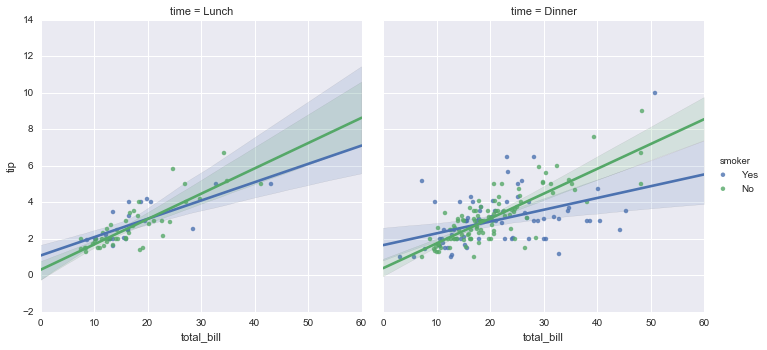 time = Lunch
time = Dinner
14
12
10
8
6
4
2
0
−2
tip
0 10 20 30 40 50 60
0 10 20 30 40 50 60
total_bill
total_bill
smoker
Yes
No